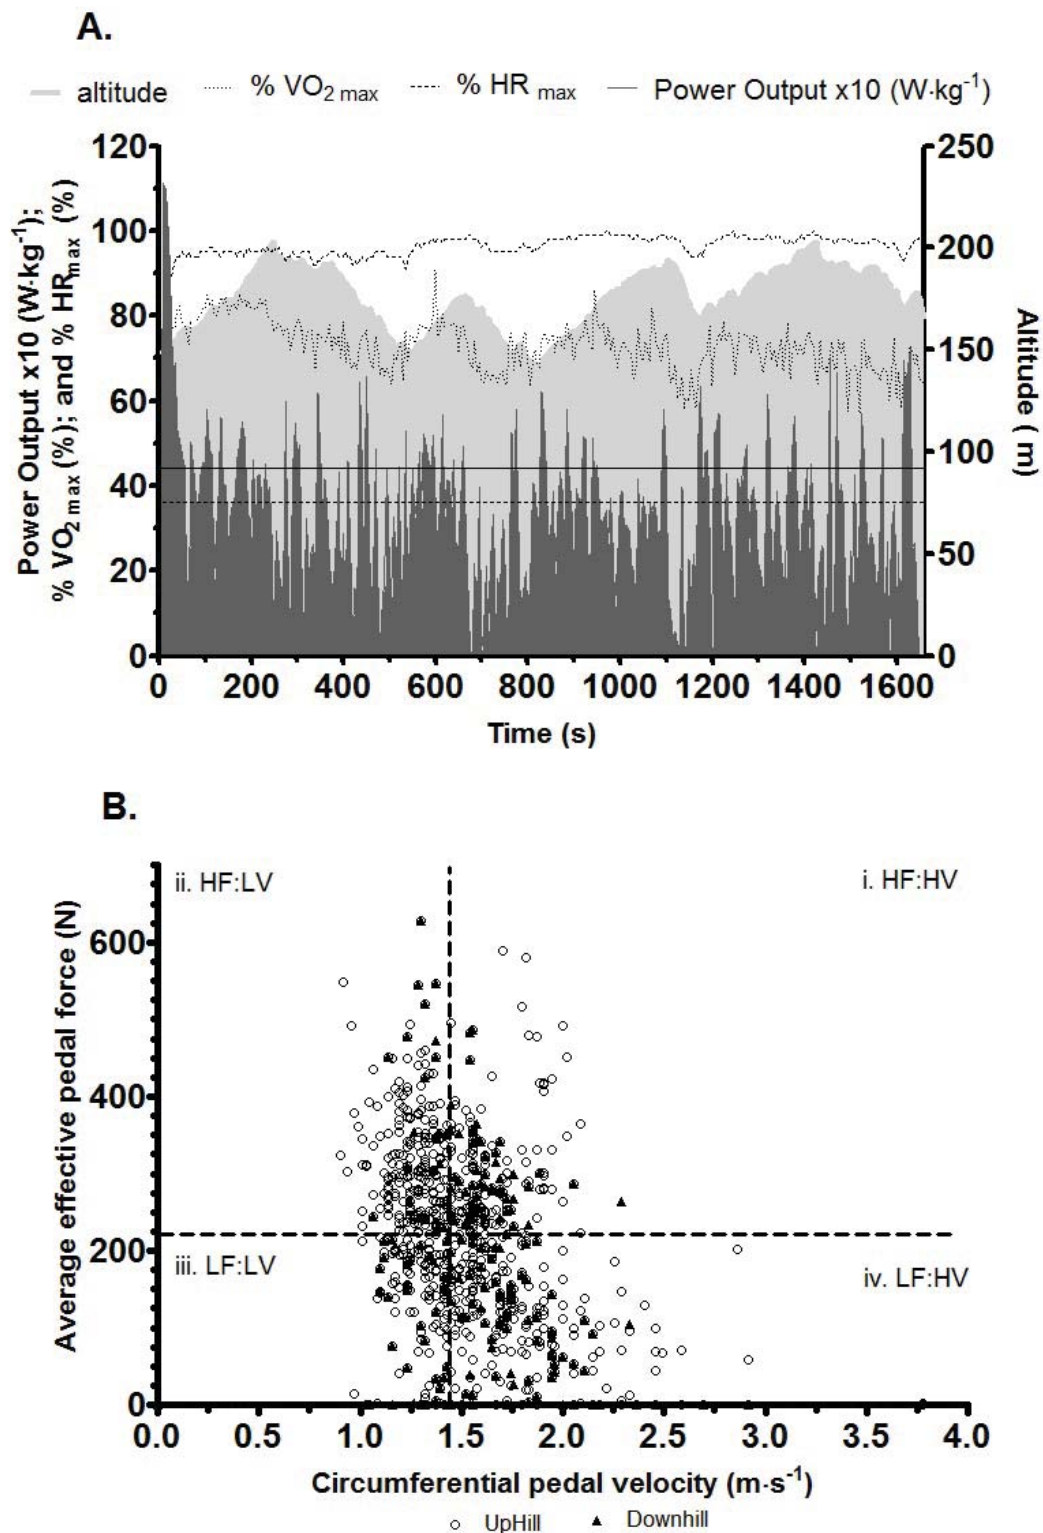 A.
altitude % VO2 max % HR max Power Output x10 (W·kg-1)
Power Output x10 (W·kg-1);
% VO2 max (%); and % HRmax (%)
120
100
80
60
40
20
0
250
200
150
100
50
0
Altitude ( m)
0 200 400 600 800 1000 1200 1400 1600
Time (s)
B.
ii. HF:LV
i. HF:HV
iii. LF:LV
iv. LF:HV
Average effective pedal force (N)
600
400
200
0
0.0 0.5 1.0 1.5 2.0 2.5 3.0 3.5 4.0
Circumferential pedal velocity (m·s-1)
UpHill Downhill